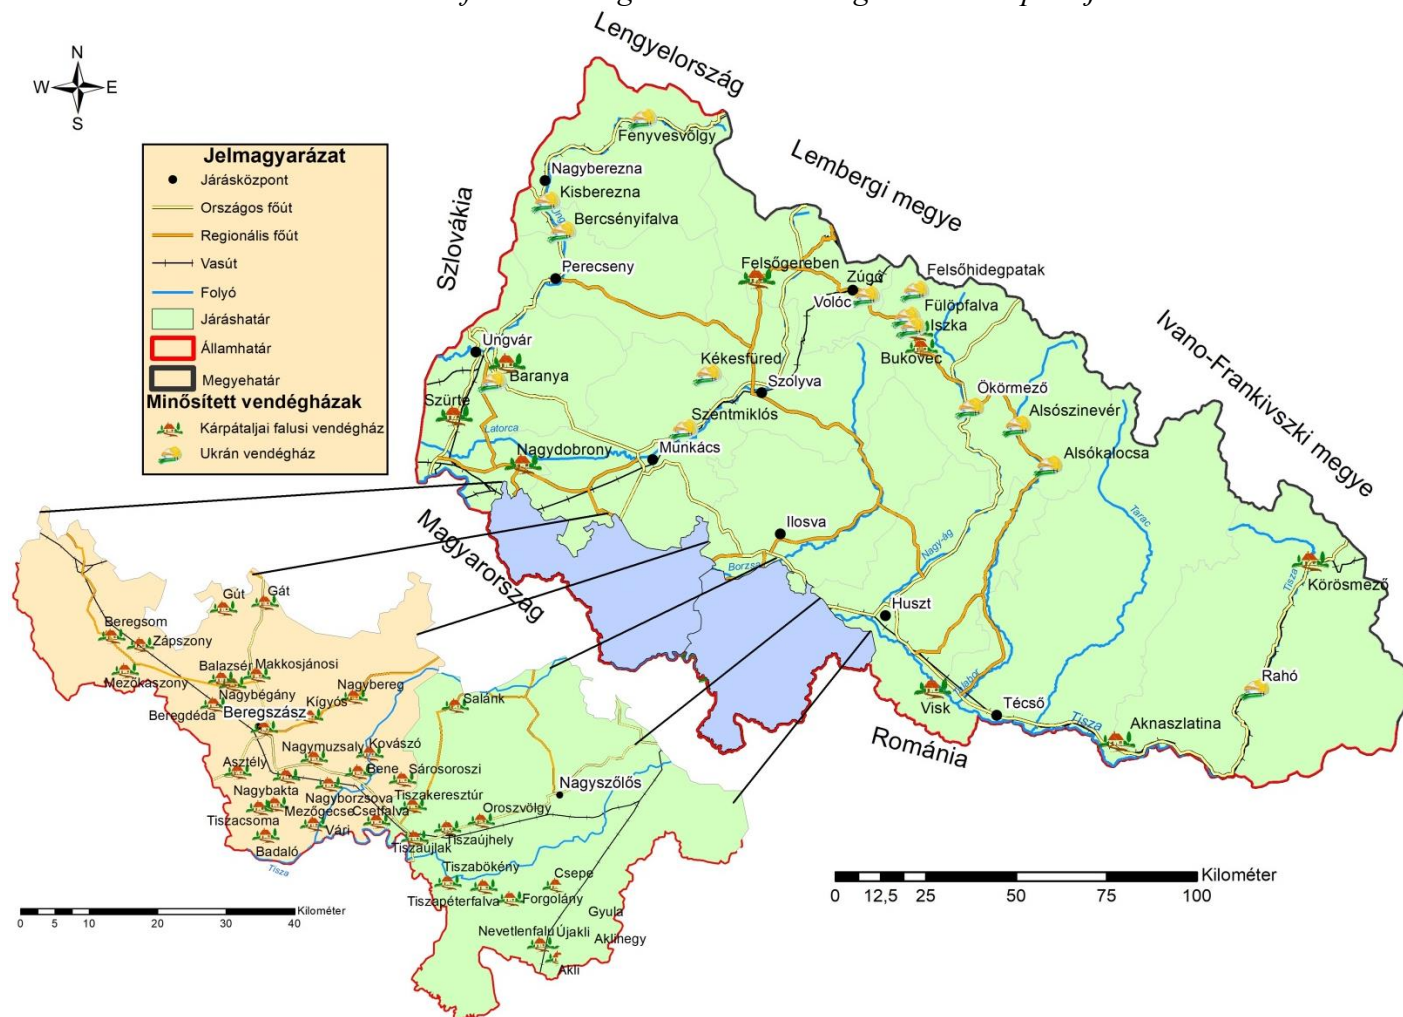 Lengyelország
N
W E
S
Jelmagyarázat
Járásközpont
Országos főút
Regionális főút
Vasút
Folyó
Járáshatár
Államhatár
Megyehatár
Minősített vendégházak
Kárpátaljai falusi vendégház
Ukrán vendégház
Szlovákia
Lembergi megye
Ivano-Frankivszki megye
Magyarország
Románia
Fenyvesvölgy
Nagyberezna
Kisberezna
Ung
Bercsényifalva
Perecseny
Felsőgereben
Zúgó
Volóc
Felsőhidegpatak
Fülöpfalva
Iszka
Bukovec
Ungvár
Baranya
Kékesfüred
Szolyva
Ökörmező
Alsószinevér
Szürte
Latorca
Szentmiklós
Nagydobrony
Munkács
Alsókalocsa
Tarac
Ilosva
Borzsa
Nagy-ág
Tisza
Körösmező
Huszt
Talabor
Visk
Técső
Tisza
Aknaszlatina
Rahó
Gút
Gát
Beregsom
Zápszony
Balazsér
Makkosjánosi
Mezőkaszony
Nagybégány
Nagybereg
Kígyós
Beregdéda
Beregszász
Salánk
Nagymuzsaly
Kovászó
Asztély
Bene
Sárosoroszi
Nagybakta
Nagyborzsova
Tiszakeresztúr
Nagyszőlős
Mezőgecse
Csetfalva
Oroszvölgy
Tiszacsoma
Vári
Tiszaújhely
Badaló
Tiszaújlak
Tisza
Tiszabökény
Csepe
Tiszapéterfalva
Forgolány
Gyula
Nevetlenfalu
Újakli
Aklihegy
Akli
Kilométer
0 5 10 20 30 40
Kilométer
0 12,5 25 50 75 100